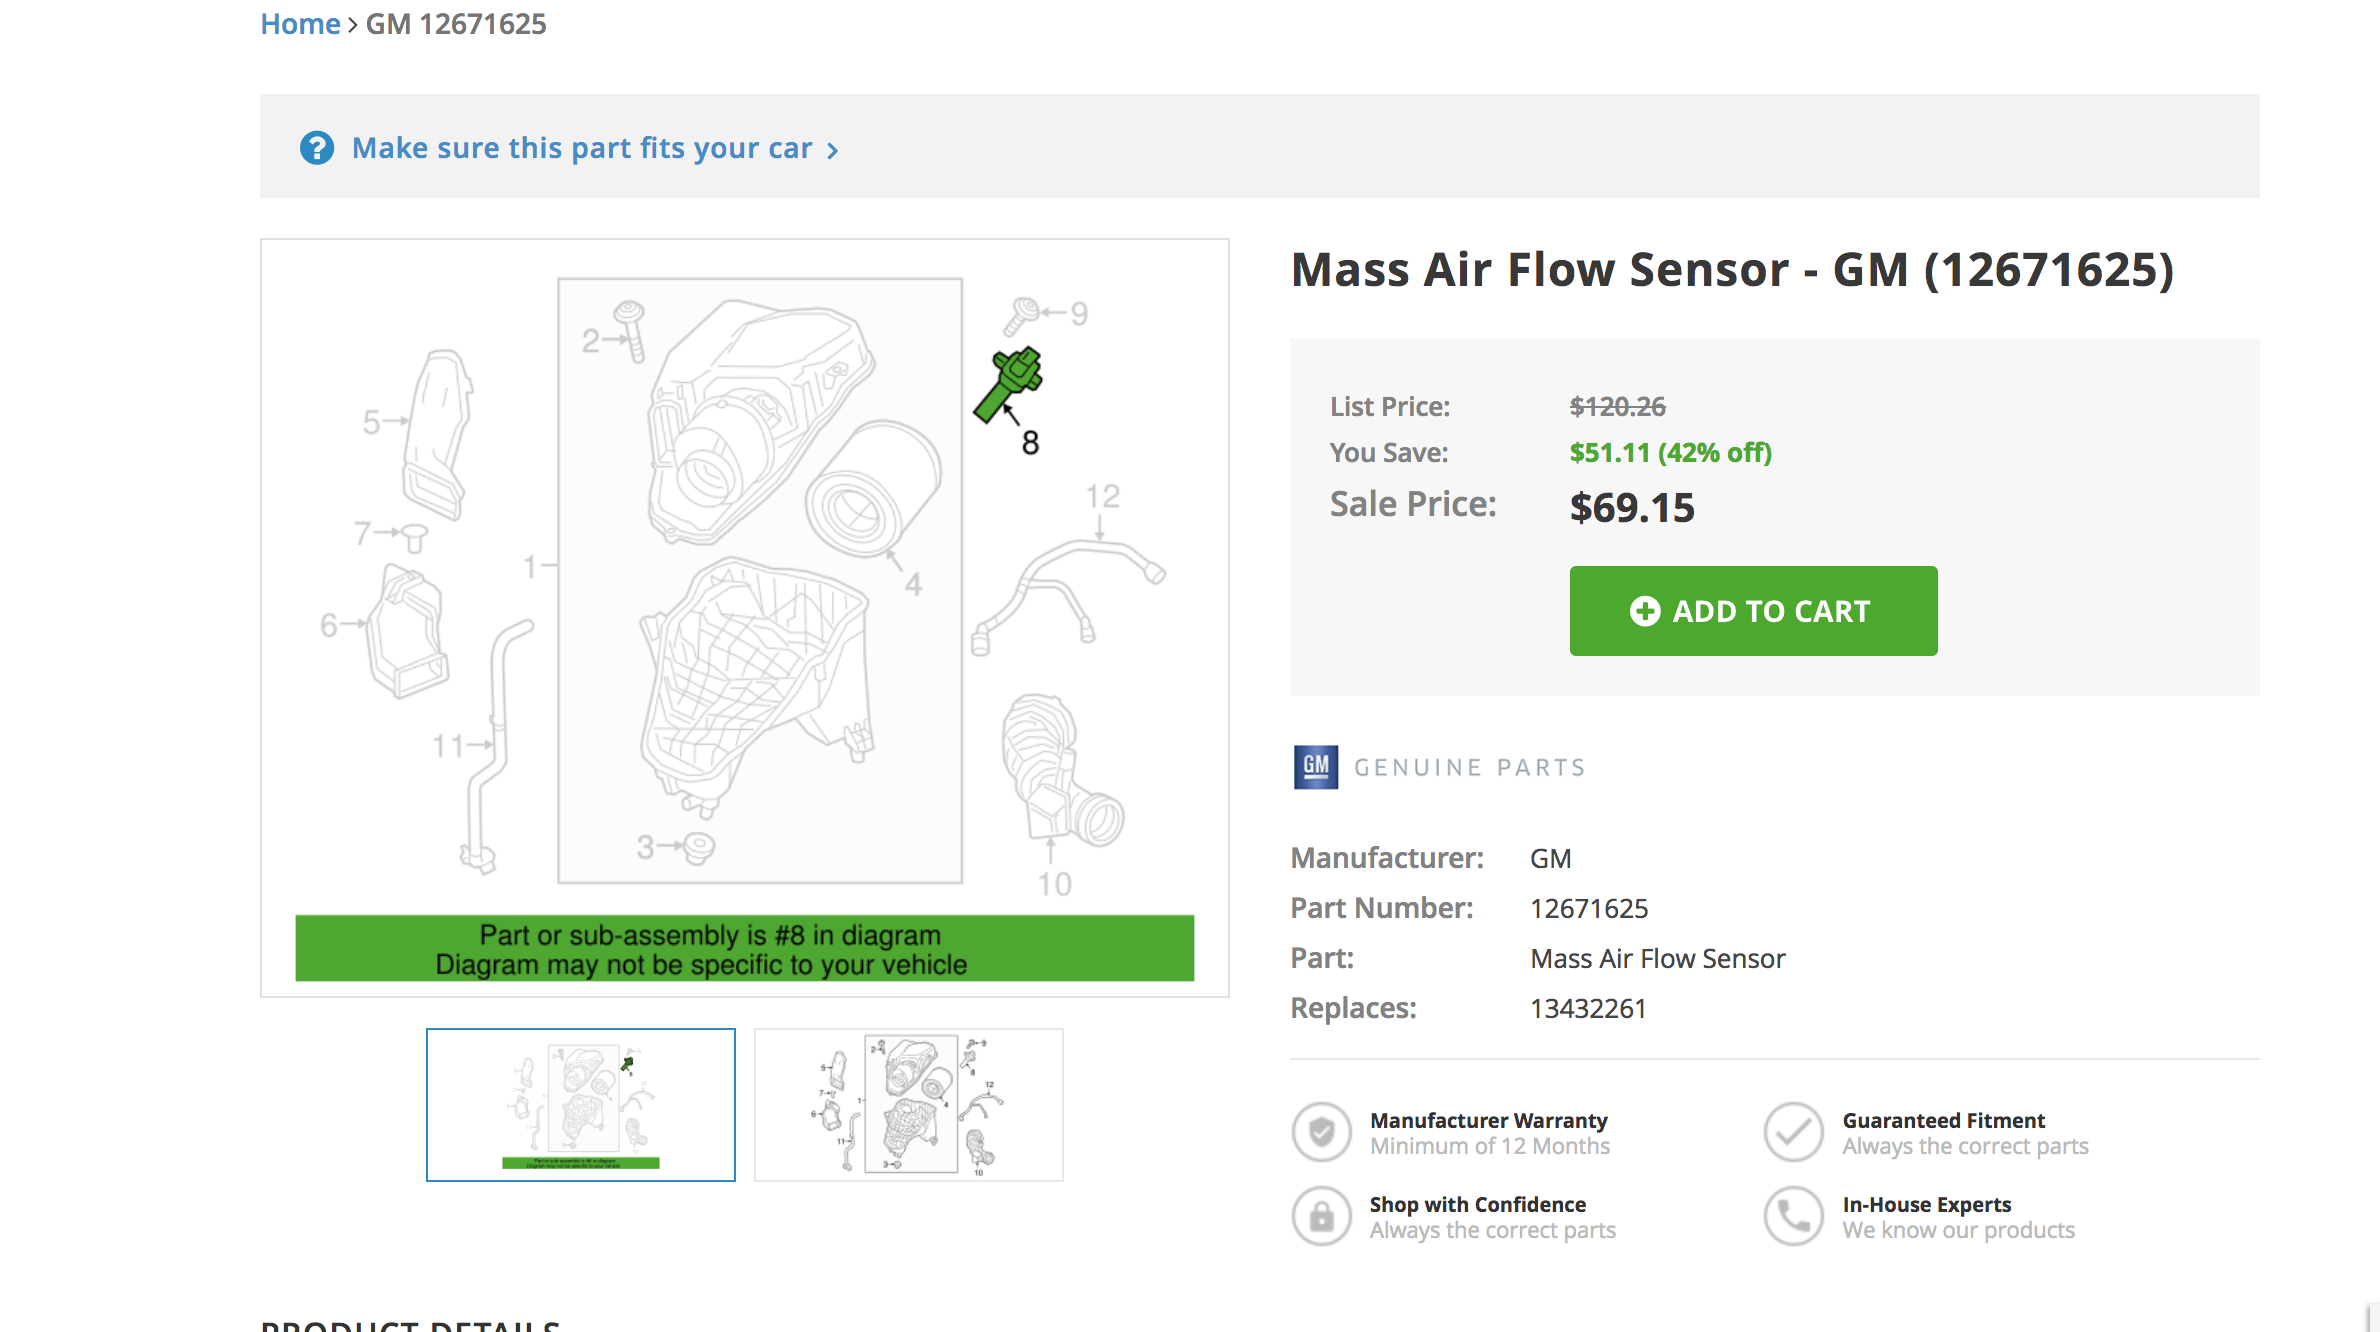 Home > GM 12671625
? Make sure this part fits your car >
2
9
5
8
12
7
1
4
6
11
3
10
Part or sub-assembly is #8 in diagram
Diagram may not be specific to your vehicle
Mass Air Flow Sensor - GM (12671625)
List Price: $120.26
You Save: $51.11 (42% off)
Sale Price: $69.15
ADD TO CART
GM GENUINE PARTS
Manufacturer: GM
Part Number: 12671625
Part: Mass Air Flow Sensor
Replaces: 13432261
Manufacturer Warranty
Minimum of 12 Months
Guaranteed Fitment
Always the correct parts
Shop with Confidence
Always the correct parts
In-House Experts
We know our products
PRODUCT DETAILS